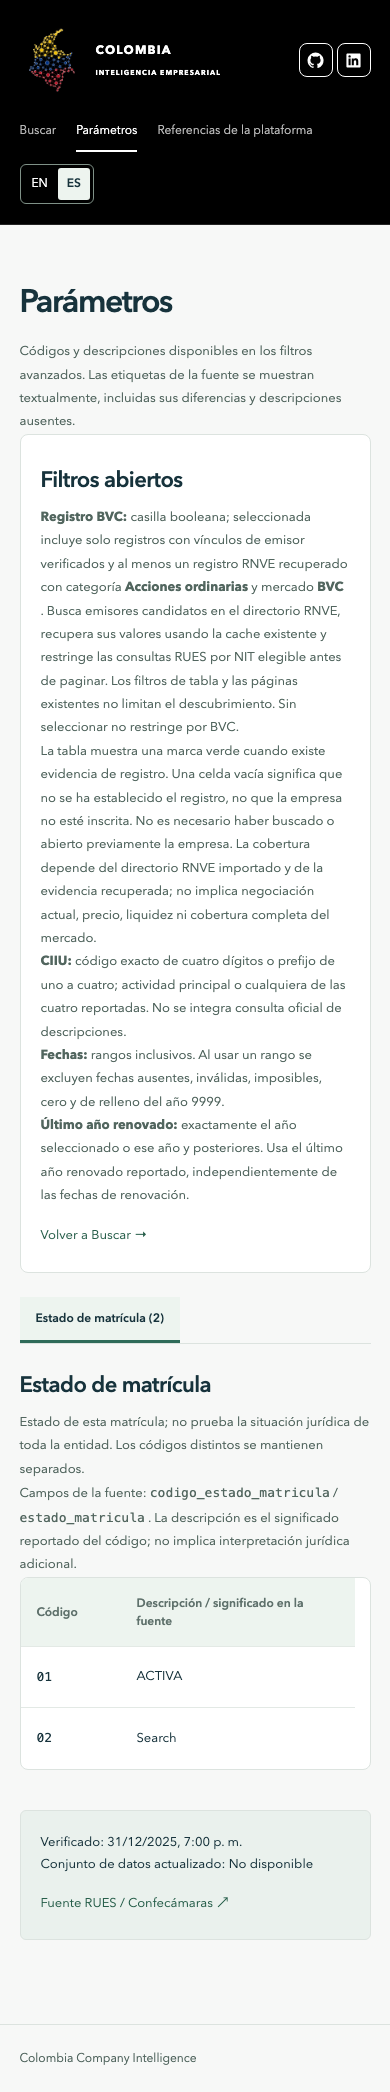 COLOMBIA
INTELIGENCIA EMPRESARIAL
Buscar Parámetros Referencias de la plataforma
EN ES
Parámetros
Códigos y descripciones disponibles en los filtros
avanzados. Las etiquetas de la fuente se muestran
textualmente, incluidas sus diferencias y descripciones
ausentes.
Filtros abiertos
Registro BVC: casilla booleana; seleccionada
incluye solo registros con vínculos de emisor
verificados y al menos un registro RNVE recuperado
con categoría Acciones ordinarias y mercado BVC
. Busca emisores candidatos en el directorio RNVE,
recupera sus valores usando la cache existente y
restringe las consultas RUES por NIT elegible antes
de paginar. Los filtros de tabla y las páginas
existentes no limitan el descubrimiento. Sin
seleccionar no restringe por BVC.
La tabla muestra una marca verde cuando existe
evidencia de registro. Una celda vacía significa que
no se ha establecido el registro, no que la empresa
no esté inscrita. No es necesario haber buscado o
abierto previamente la empresa. La cobertura
depende del directorio RNVE importado y de la
evidencia recuperada; no implica negociación
actual, precio, liquidez ni cobertura completa del
mercado.
CIIU: código exacto de cuatro dígitos o prefijo de
uno a cuatro; actividad principal o cualquiera de las
cuatro reportadas. No se integra consulta oficial de
descripciones.
Fechas: rangos inclusivos. Al usar un rango se
excluyen fechas ausentes, inválidas, imposibles,
cero y de relleno del año 9999.
Último año renovado: exactamente el año
seleccionado o ese año y posteriores. Usa el último
año renovado reportado, independientemente de
las fechas de renovación.
Volver a Buscar →
Estado de matrícula (2)
Estado de matrícula
Estado de esta matrícula; no prueba la situación jurídica de
toda la entidad. Los códigos distintos se mantienen
separados.
Campos de la fuente: codigo_estado_matricula /
estado_matricula . La descripción es el significado
reportado del código; no implica interpretación jurídica
adicional.
Código Descripción / significado en la
fuente
01 ACTIVA
02 Search
Verificado: 31/12/2025, 7:00 p. m.
Conjunto de datos actualizado: No disponible
Fuente RUES / Confecámaras ↗
Colombia Company Intelligence